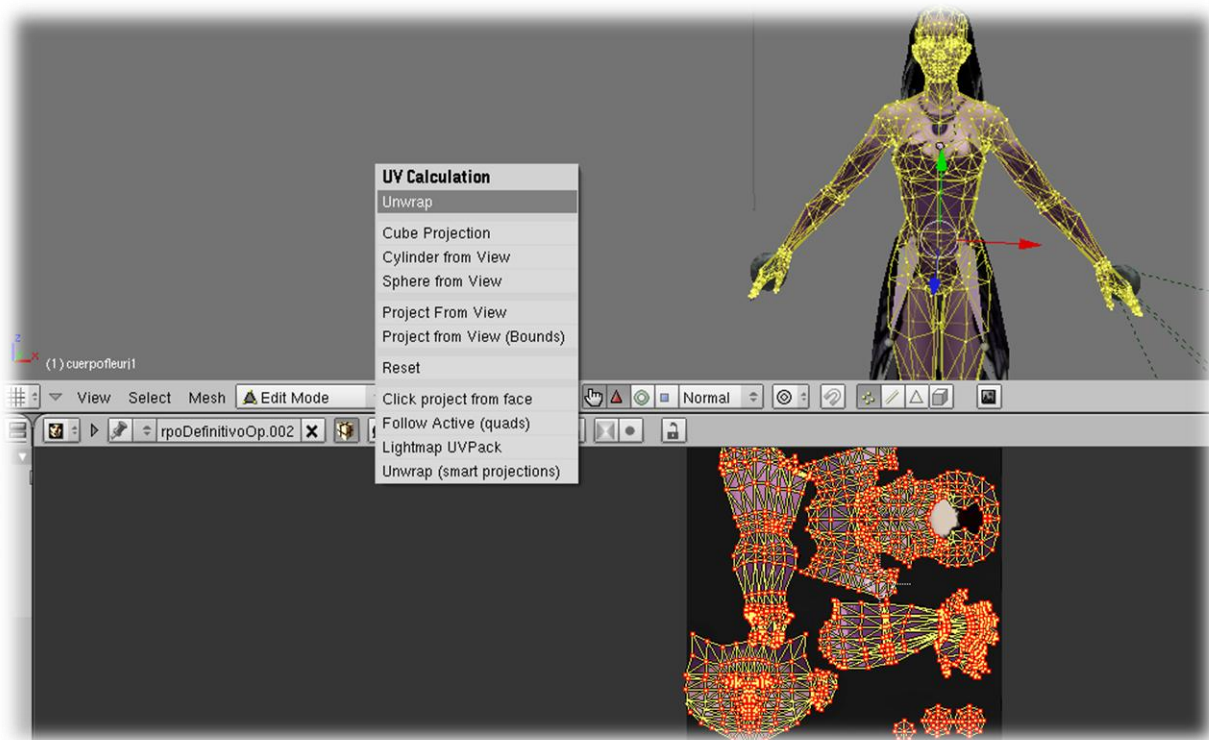 UV Calculation
Unwrap
Cube Projection
Cylinder from View
Sphere from View
Project From View
Project from View (Bounds)
Reset
Click project from face
Follow Active (quads)
Lightmap UVPack
Unwrap (smart projections)
z
x
(1) cuerpofleurj1
View Select Mesh Edit Mode Normal
rpoDefinitivoOp.002